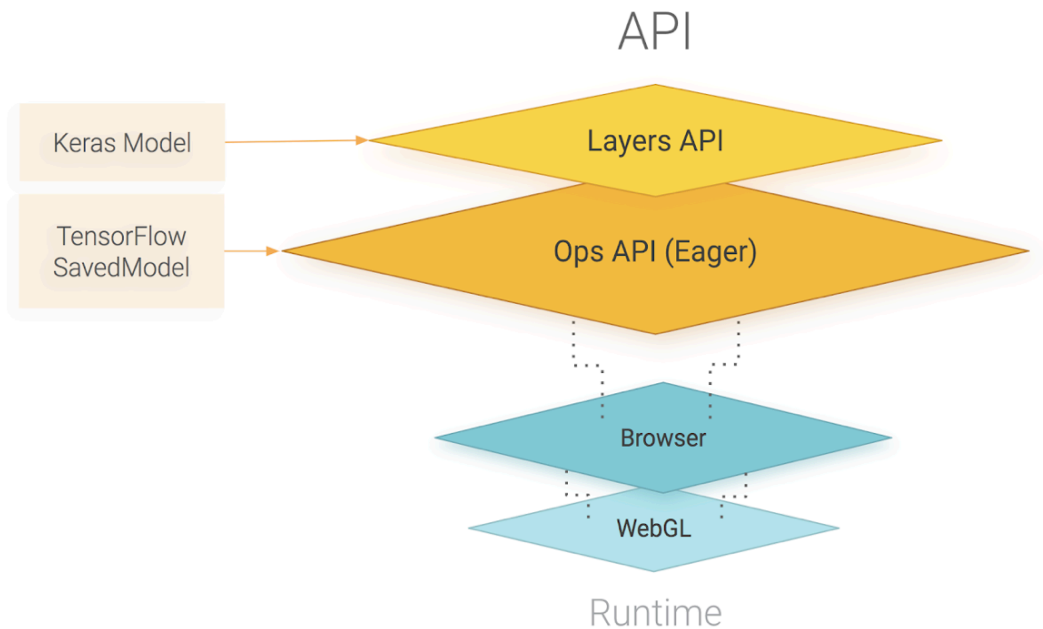 API
Keras Model
Layers API
TensorFlow
SavedModel
Ops API (Eager)
Browser
WebGL
Runtime